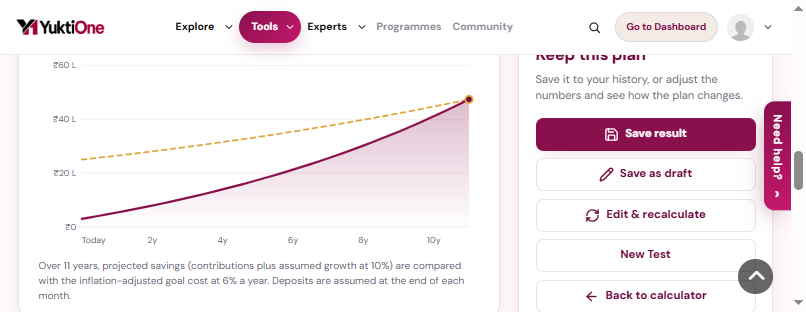 YuktiOne
Explore
Tools
Experts
Programmes
Community
Go to Dashboard
₹60 L
₹40 L
₹20 L
₹0
Today 2y 4y 6y 8y 10y
Over 11 years, projected savings (contributions plus assumed growth at 10%) are compared
with the inflation-adjusted goal cost at 6% a year. Deposits are assumed at the end of each
month.
Keep this plan
Save it to your history, or adjust the
numbers and see how the plan changes.
Save result
Save as draft
Edit & recalculate
New Test
Back to calculator
Need help?